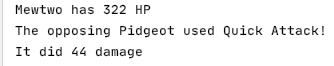 Mewtwo has 322 HP
The opposing Pidgeot used Quick Attack!
It did 44 damage